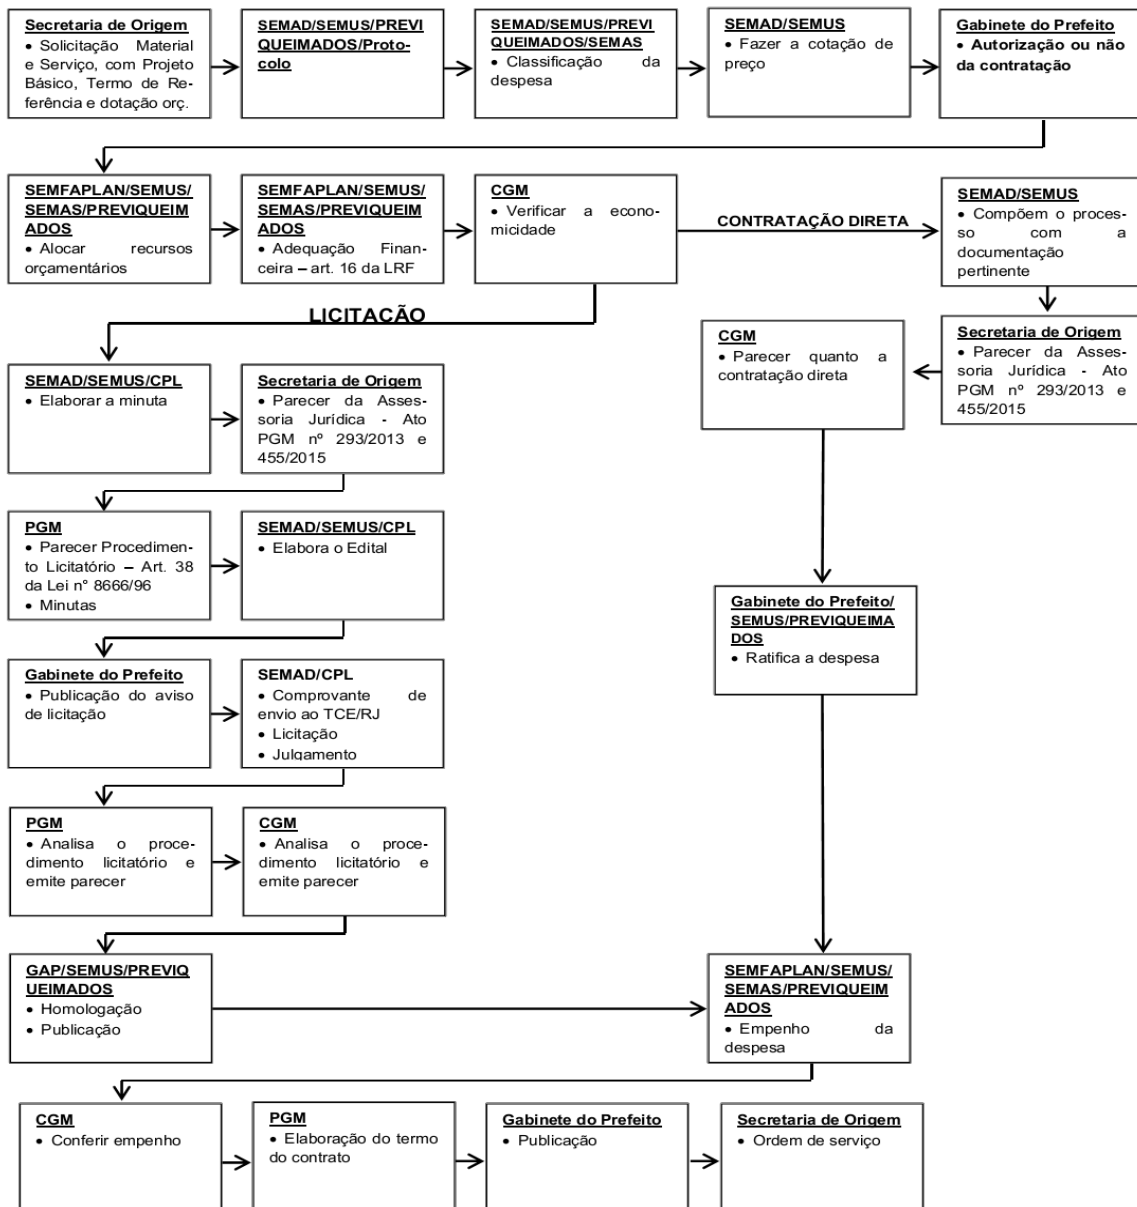 Secretaria de Origem
• Solicitação Material
e Serviço, com Projeto
Básico, Termo de Re-
ferência e dotação orç.
SEMAD/SEMUS/PREVI
QUEIMADOS/Proto-
colo
SEMAD/SEMUS/PREVI
QUEIMADOS/SEMAS
• Classificação da
despesa
SEMAD/SEMUS
• Fazer a cotação de
preço
Gabinete do Prefeito
• Autorização ou não
da contratação
SEMFAPLAN/SEMUS/
SEMAS/PREVIQUEIM
ADOS
• Alocar recursos
orçamentários
SEMFAPLAN/SEMUS/
SEMAS/PREVIQUEIM
ADOS
• Adequação Finan-
ceira – art. 16 da LRF
CGM
• Verificar a econo-
micidade
CONTRATAÇÃO DIRETA
SEMAD/SEMUS
• Compõem o proces-
so com a
documentação
pertinente
LICITAÇÃO
CGM
• Parecer quanto a
contratação direta
Secretaria de Origem
• Parecer da Asses-
soria Jurídica - Ato
PGM nº 293/2013 e
455/2015
SEMAD/SEMUS/CPL
• Elaborar a minuta
Secretaria de Origem
• Parecer da Asses-
soria Jurídica - Ato
PGM nº 293/2013 e
455/2015
PGM
• Parecer Procedimen-
to Licitatório – Art. 38
da Lei n° 8666/96
• Minutas
SEMAD/SEMUS/CPL
• Elabora o Edital
Gabinete do Prefeito/
SEMUS/PREVIQUEIMA
DOS
• Ratifica a despesa
Gabinete do Prefeito
• Publicação do aviso
de licitação
SEMAD/CPL
• Comprovante de
envio ao TCE/RJ
• Licitação
• Julgamento
PGM
• Analisa o proce-
dimento licitatório e
emite parecer
CGM
• Analisa o proce-
dimento licitatório e
emite parecer
GAP/SEMUS/PREVIQ
UEIMADOS
• Homologação
• Publicação
SEMFAPLAN/SEMUS/
SEMAS/PREVIQUEIM
ADOS
• Empenho da
despesa
CGM
• Conferir empenho
PGM
• Elaboração do termo
do contrato
Gabinete do Prefeito
• Publicação
Secretaria de Origem
• Ordem de serviço